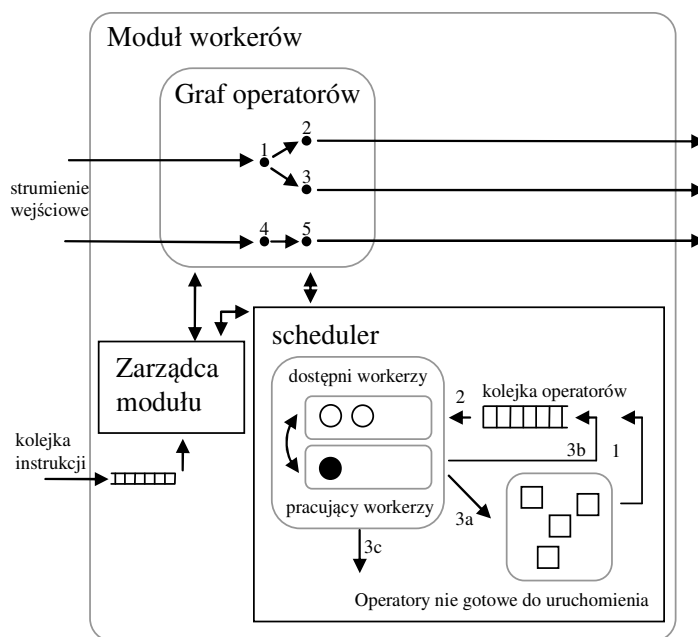 Moduł workerów
Graf operatorów
2
1
3
strumienie
wejściowe
4
5
scheduler
Zarządca
modułu
dostępni workerzy
2
kolejka operatorów
kolejka
instrukcji
3b
1
pracujący workerzy
3a
3c
Operatory nie gotowe do uruchomienia